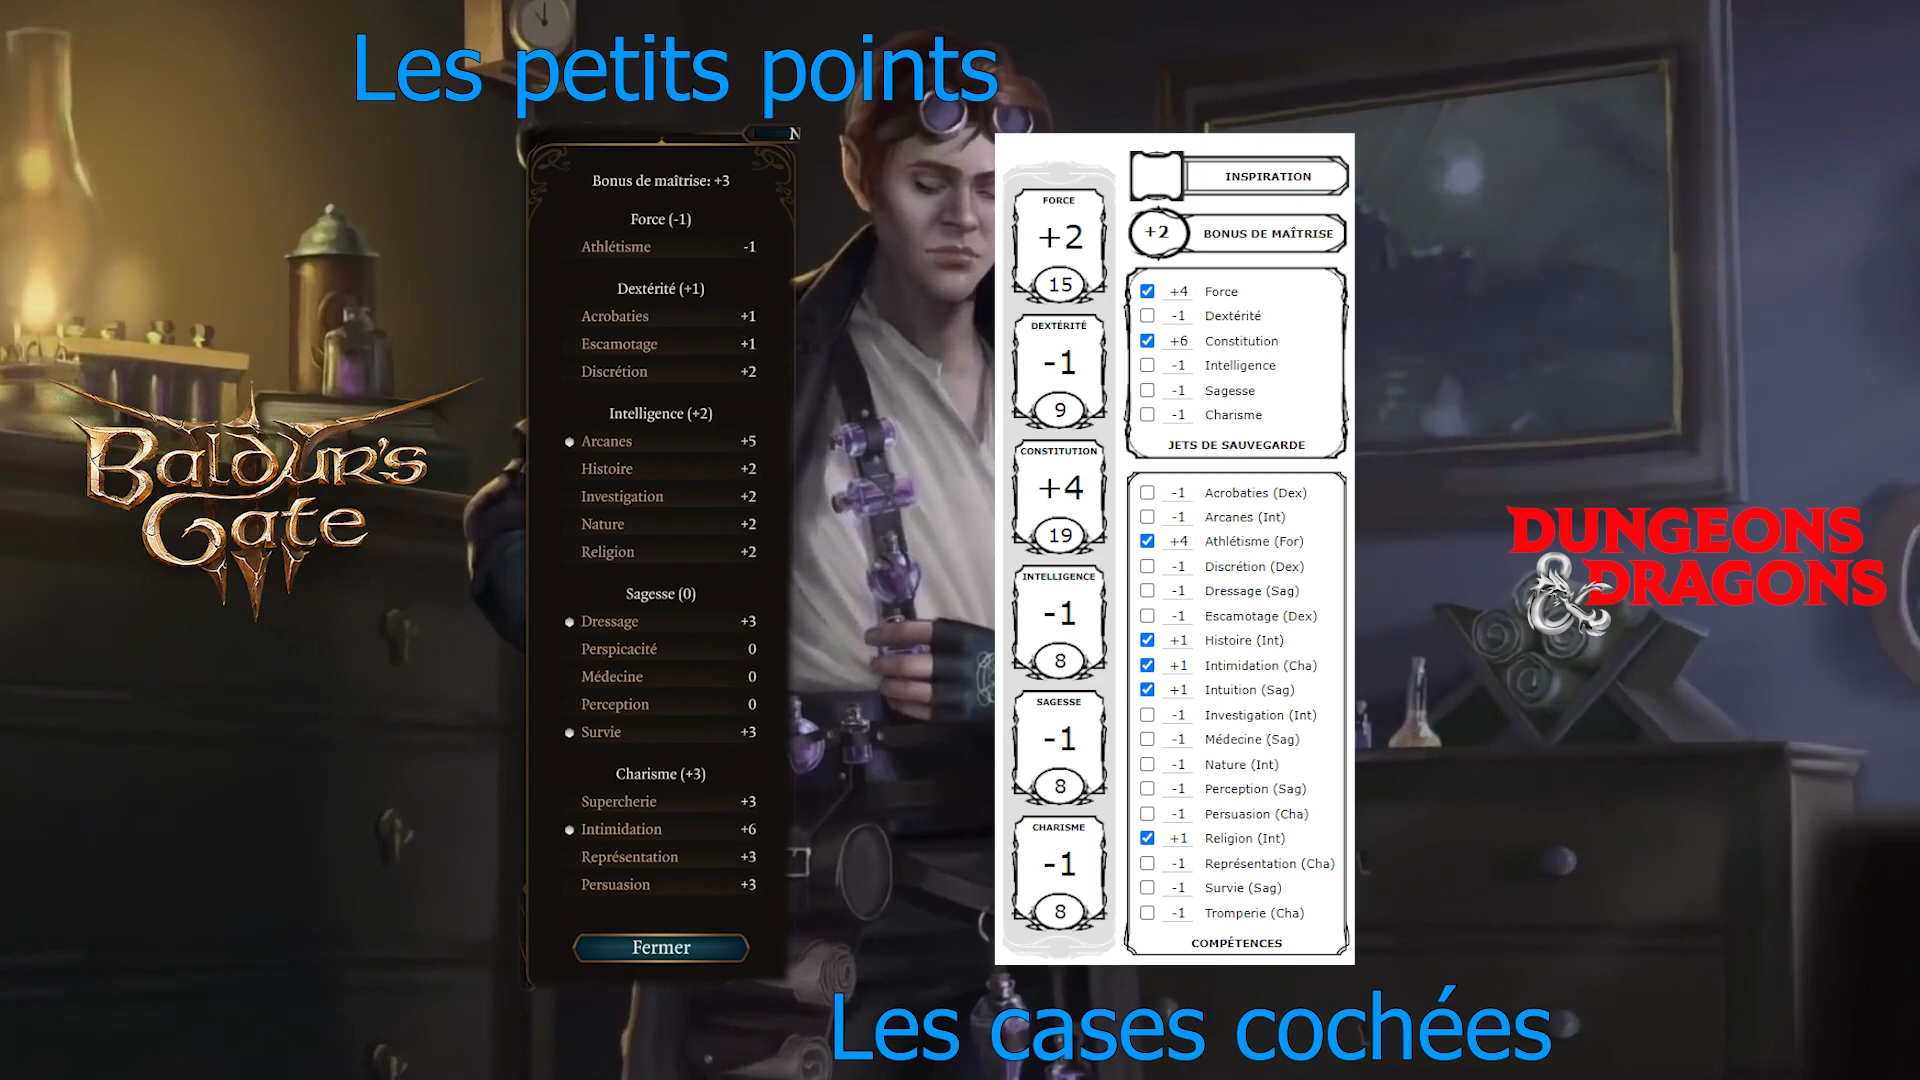 Les petits points
N
Bonus de maîtrise: +3
Force (-1)
Athlétisme -1
Dextérité (+1)
Acrobaties +1
Escamotage +1
Discrétion +2
Intelligence (+2)
Arcanes +5
Histoire +2
Investigation +2
Nature +2
Religion +2
Sagesse (0)
Dressage +3
Perspicacité 0
Médecine 0
Perception 0
Survie +3
Charisme (+3)
Supercherie +3
Intimidation +6
Représentation +3
Persuasion +3
Fermer
BALDUR'S
GATE
FORCE
+2
15
DEXTÉRITÉ
-1
9
CONSTITUTION
+4
19
INTELLIGENCE
-1
8
SAGESSE
-1
8
CHARISME
-1
8
INSPIRATION
+2 BONUS DE MAÎTRISE
+4 Force
-1 Dextérité
+6 Constitution
-1 Intelligence
-1 Sagesse
-1 Charisme
JETS DE SAUVEGARDE
-1 Acrobaties (Dex)
-1 Arcanes (Int)
+4 Athlétisme (For)
-1 Discrétion (Dex)
-1 Dressage (Sag)
-1 Escamotage (Dex)
+1 Histoire (Int)
+1 Intimidation (Cha)
+1 Intuition (Sag)
-1 Investigation (Int)
-1 Médecine (Sag)
-1 Nature (Int)
-1 Perception (Sag)
-1 Persuasion (Cha)
+1 Religion (Int)
-1 Représentation (Cha)
-1 Survie (Sag)
-1 Tromperie (Cha)
COMPÉTENCES
DUNGEONS
& DRAGONS
Les cases cochées